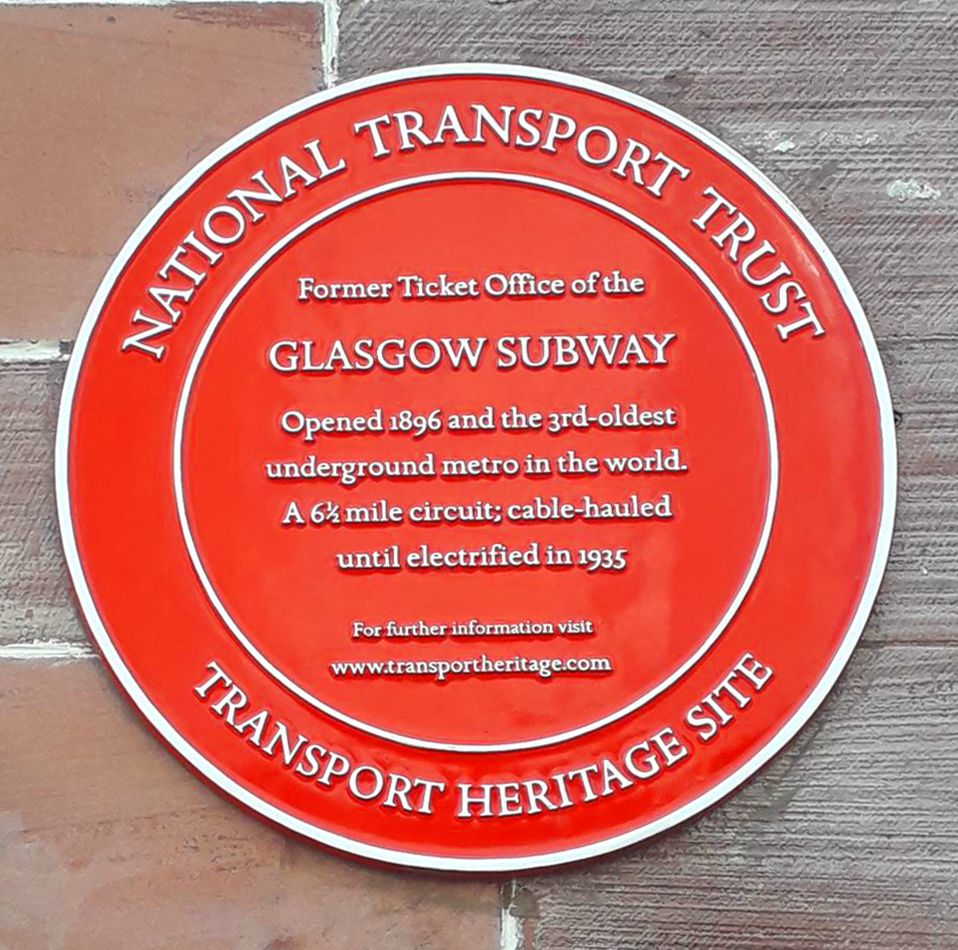 NATIONAL TRANSPORT TRUST
Former Ticket Office of the
GLASGOW SUBWAY
Opened 1896 and the 3rd-oldest
underground metro in the world.
A 6½ mile circuit; cable-hauled
until electrified in 1935
For further information visit
www.transportheritage.com
TRANSPORT HERITAGE SITE